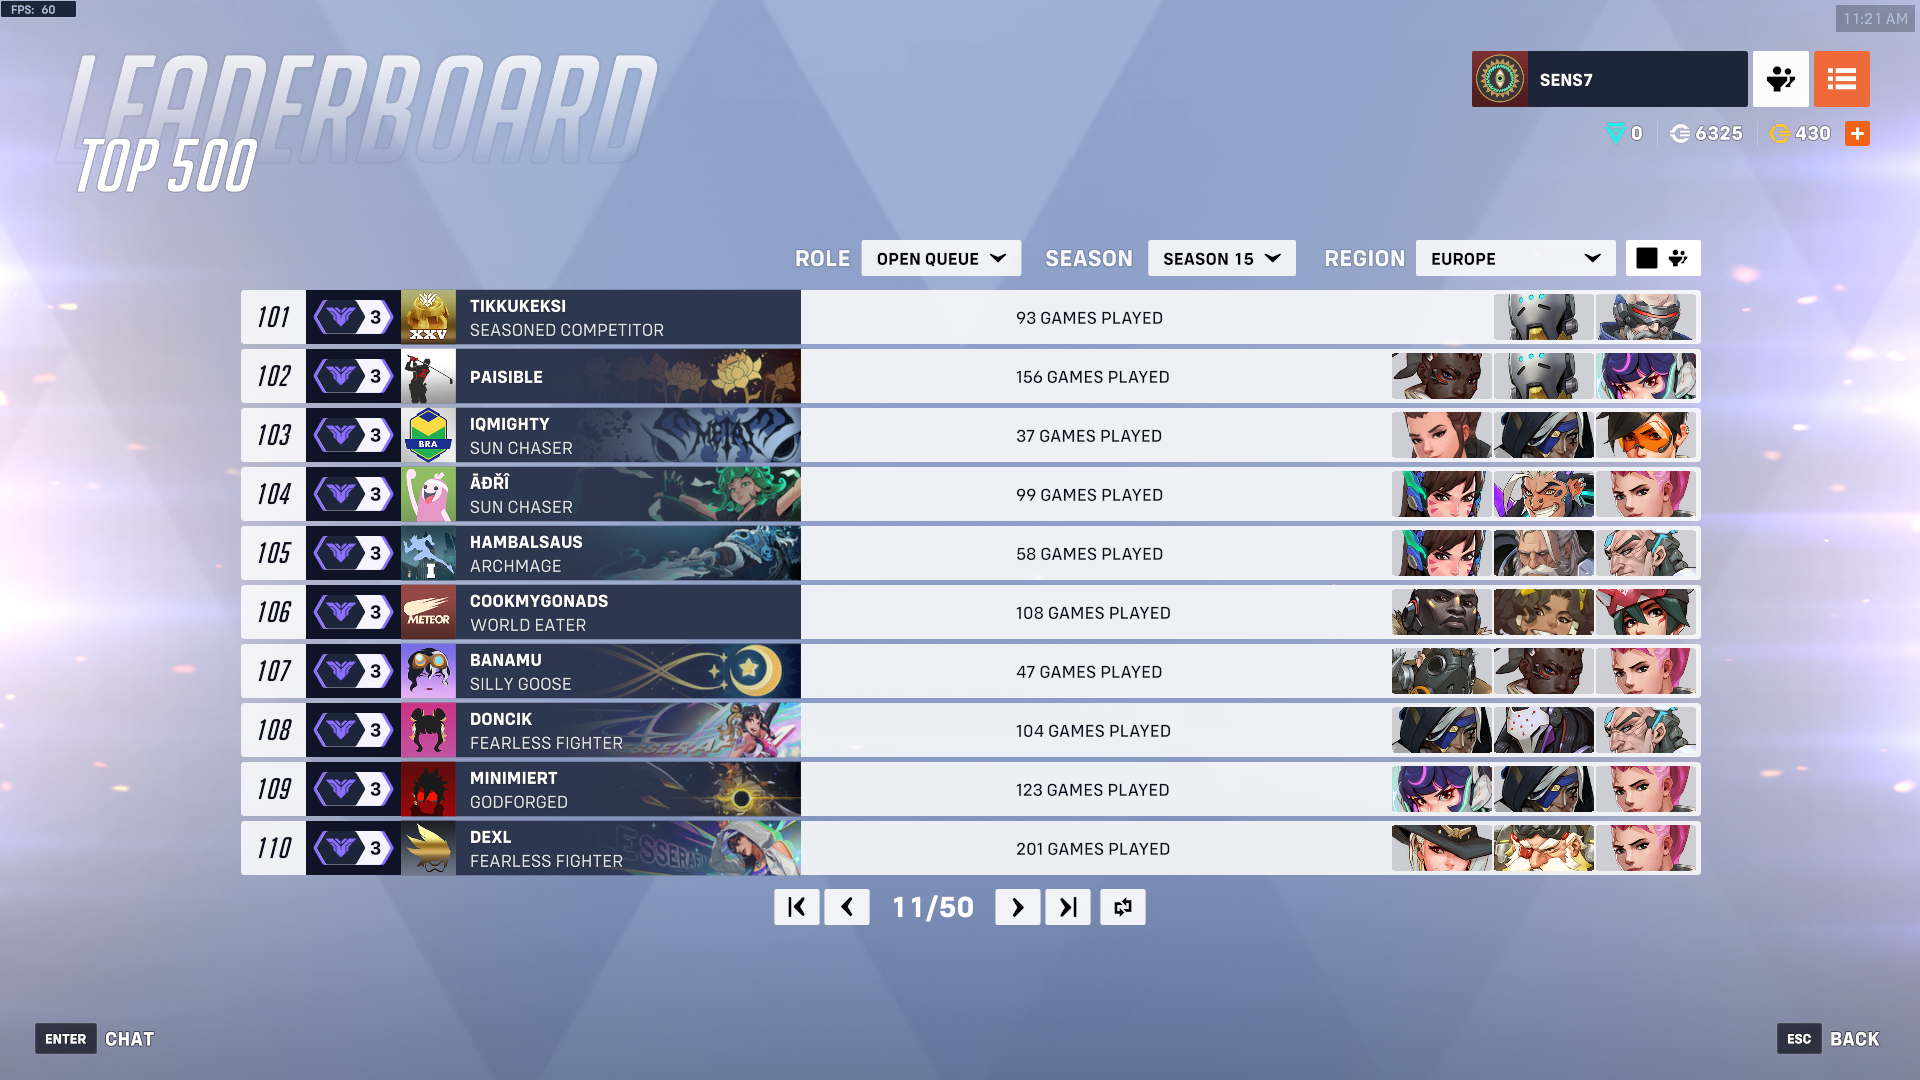 FPS: 60
11:21 AM
LEADERBOARD
TOP 500
SENS7
0 6325 430
ROLE OPEN QUEUE SEASON SEASON 15 REGION EUROPE
101 3 XXV TIKKUKEKSI
SEASONED COMPETITOR
93 GAMES PLAYED
102 3 PAISIBLE
156 GAMES PLAYED
103 3 BRA IQMIGHTY
SUN CHASER
37 GAMES PLAYED
104 3 ĀĐŘÎ
SUN CHASER
99 GAMES PLAYED
105 3 I HAMBALSAUS
ARCHMAGE
58 GAMES PLAYED
106 3 METEOR COOKMYGONADS
WORLD EATER
108 GAMES PLAYED
107 3 BANAMU
SILLY GOOSE
47 GAMES PLAYED
108 3 DONCIK
FEARLESS FIGHTER
104 GAMES PLAYED
109 3 MINIMIERT
GODFORGED
123 GAMES PLAYED
110 3 DEXL
FEARLESS FIGHTER
201 GAMES PLAYED
11/50
ENTER CHAT
ESC BACK